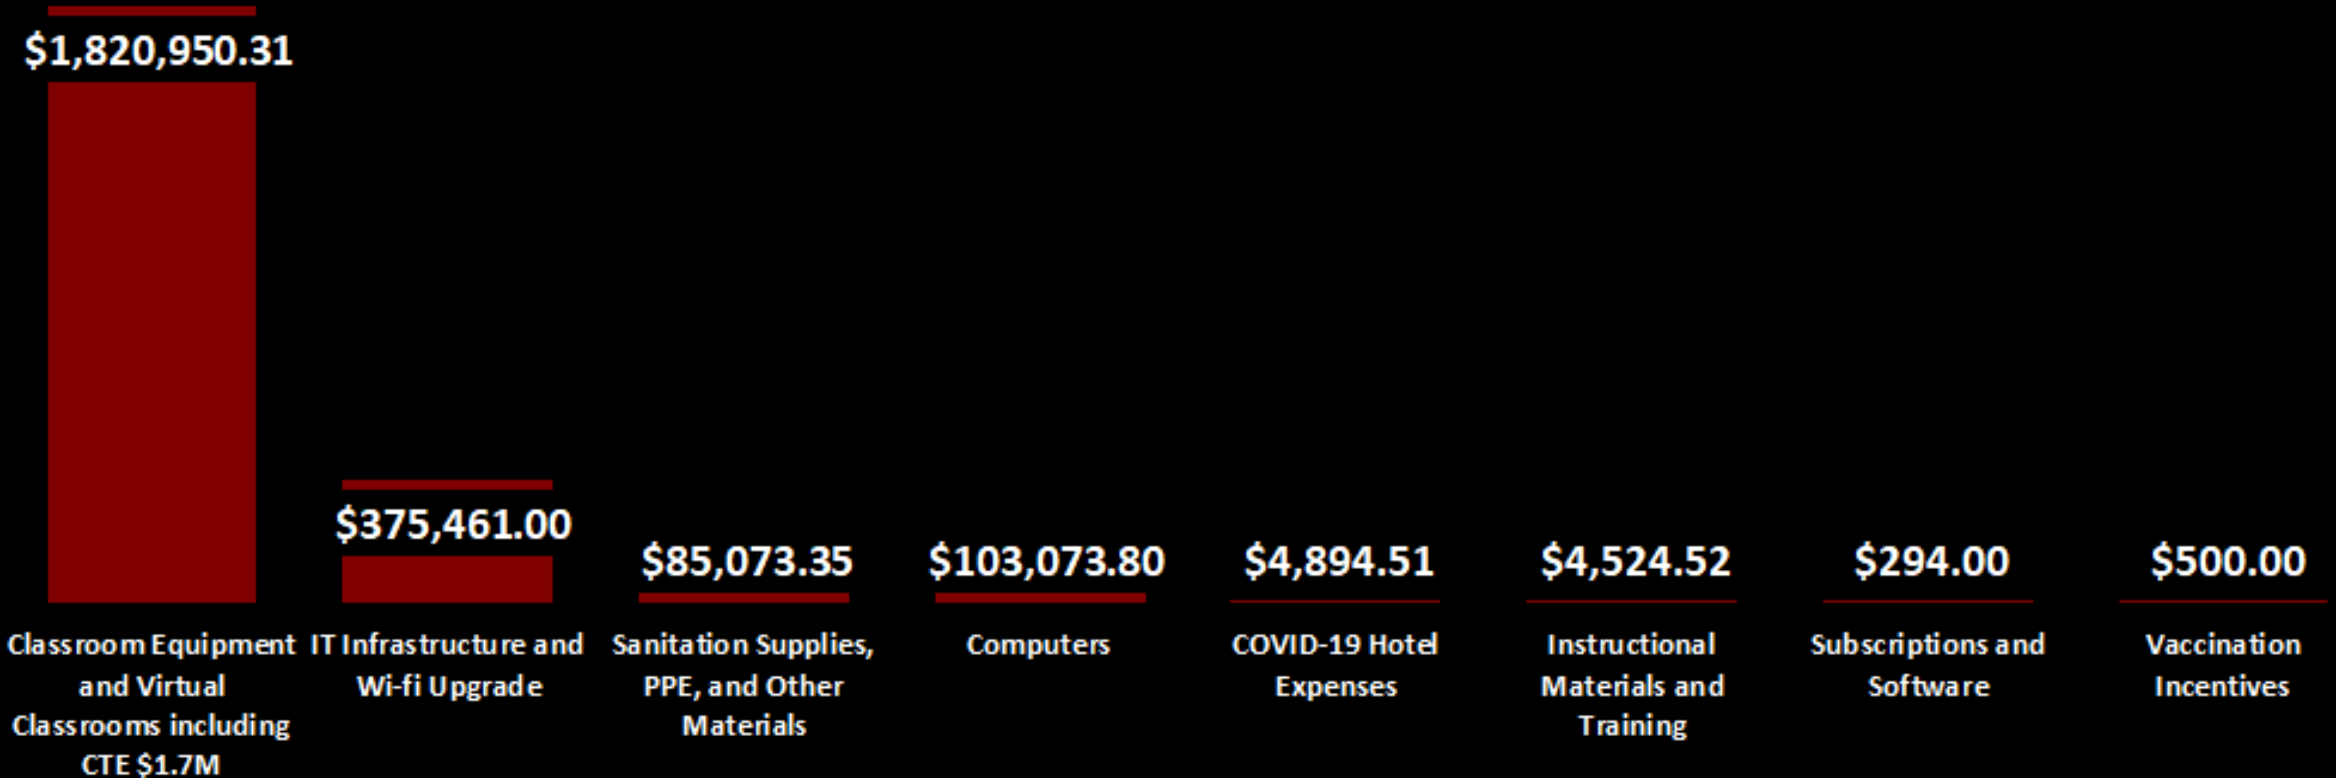 $1,820,950.31
$375,461.00
$85,073.35
$103,073.80
$4,894.51
$4,524.52
$294.00
$500.00
Classroom Equipment
and Virtual
Classrooms including
CTE $1.7M
IT Infrastructure and
Wi-fi Upgrade
Sanitation Supplies,
PPE, and Other
Materials
Computers
COVID-19 Hotel
Expenses
Instructional
Materials and
Training
Subscriptions and
Software
Vaccination
Incentives